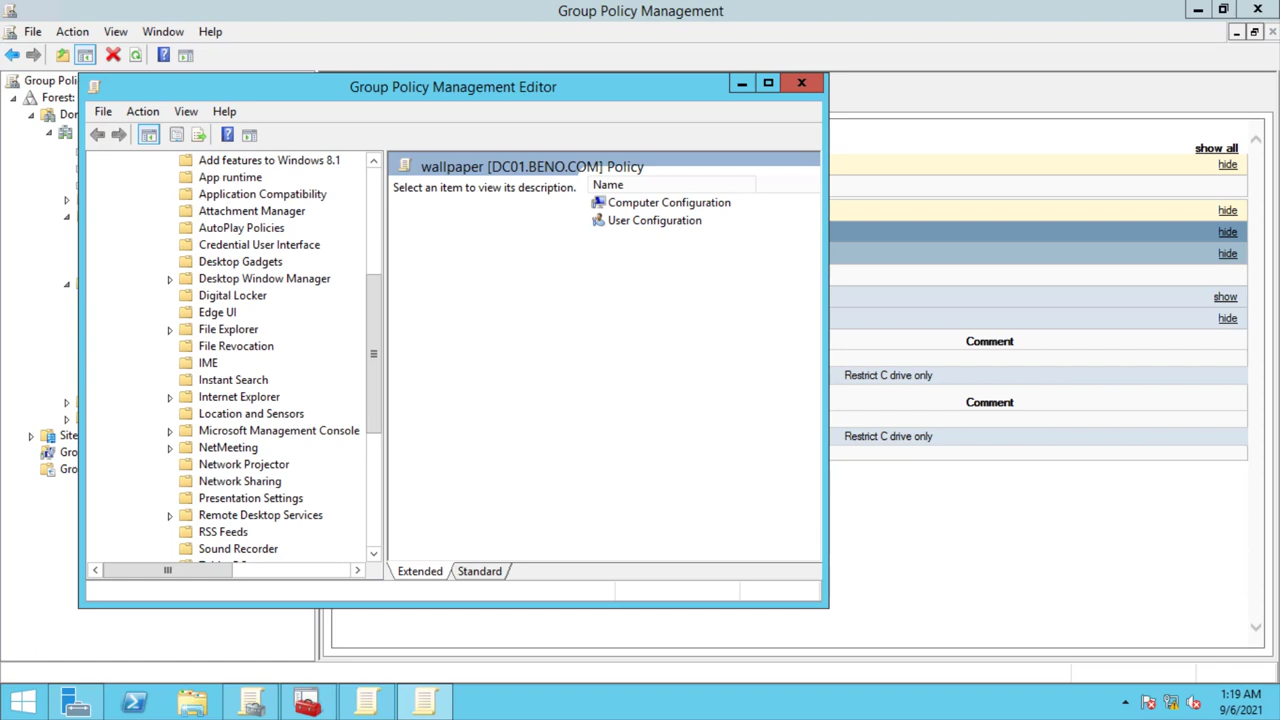 Group Policy Management
File Action View Window Help
Group Poli
Forest:
Dor
Site
Gro
Gro
Group Policy Management Editor
File Action View Help
Add features to Windows 8.1
App runtime
Application Compatibility
Attachment Manager
AutoPlay Policies
Credential User Interface
Desktop Gadgets
Desktop Window Manager
Digital Locker
Edge UI
File Explorer
File Revocation
IME
Instant Search
Internet Explorer
Location and Sensors
Microsoft Management Console
NetMeeting
Network Projector
Network Sharing
Presentation Settings
Remote Desktop Services
RSS Feeds
Sound Recorder
wallpaper [DC01.BENO.COM] Policy
Select an item to view its description.
Name
Computer Configuration
User Configuration
Extended Standard
show all
hide
hide
hide
hide
show
hide
Comment
Restrict C drive only
Comment
Restrict C drive only
1:19 AM
9/6/2021